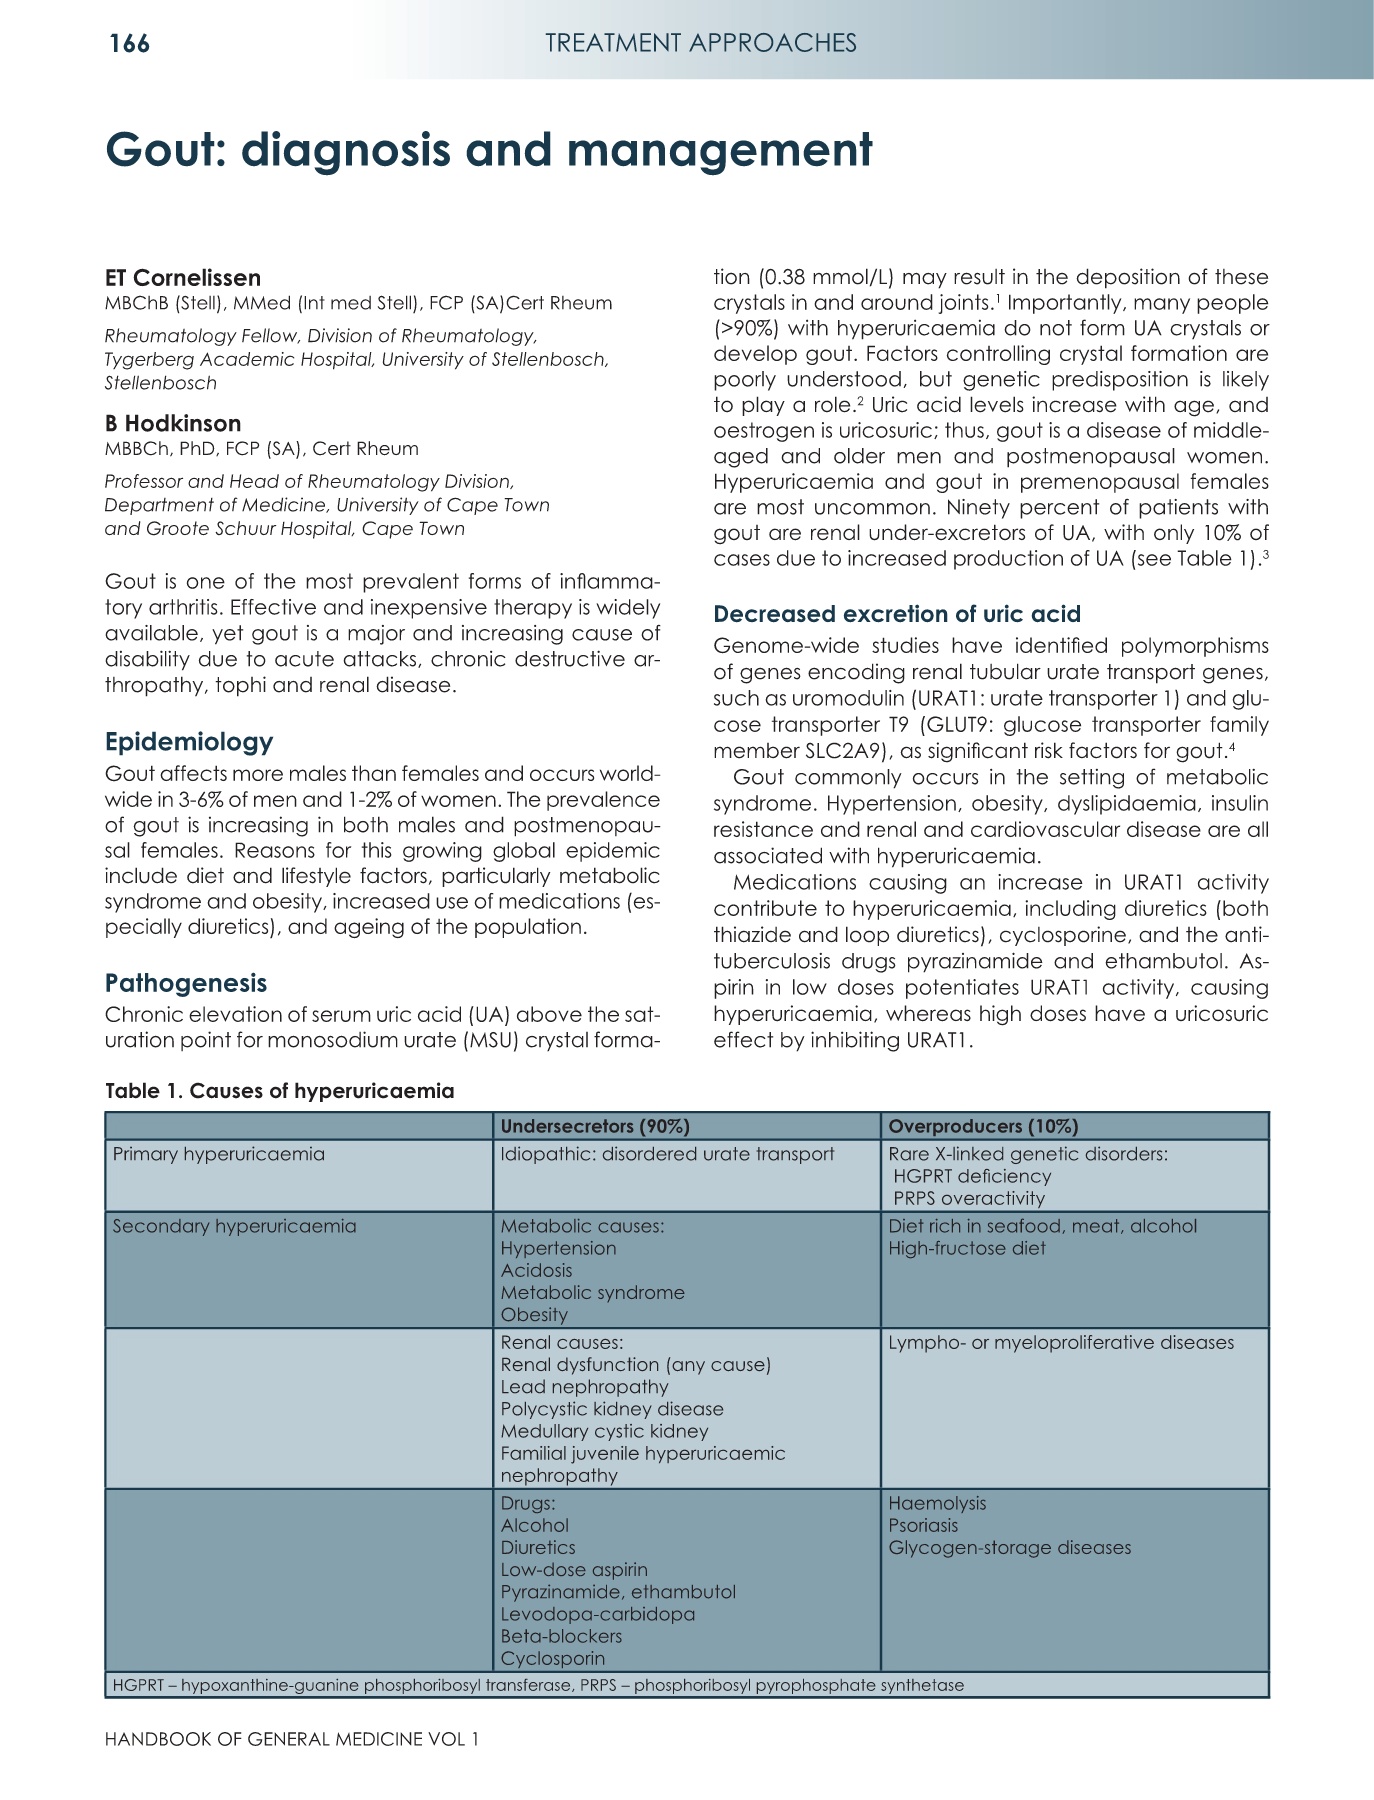 166
TREATMENT APPROACHES
Gout: diagnosis and management
ET Cornelissen
MBChB (Stell), MMed (Int med Stell), FCP (SA)Cert Rheum
Rheumatology Fellow, Division of Rheumatology,
Tygerberg Academic Hospital, University of Stellenbosch,
Stellenbosch
B Hodkinson
MBBCh, PhD, FCP (SA), Cert Rheum
Professor and Head of Rheumatology Division,
Department of Medicine, University of Cape Town
and Groote Schuur Hospital, Cape Town
Gout is one of the most prevalent forms of inflamma-
tory arthritis. Effective and inexpensive therapy is widely
available, yet gout is a major and increasing cause of
disability due to acute attacks, chronic destructive ar-
thropathy, tophi and renal disease.
Epidemiology
Gout affects more males than females and occurs world-
wide in 3-6% of men and 1-2% of women. The prevalence
of gout is increasing in both males and postmenopau-
sal females. Reasons for this growing global epidemic
include diet and lifestyle factors, particularly metabolic
syndrome and obesity, increased use of medications (es-
pecially diuretics), and ageing of the population.
Pathogenesis
Chronic elevation of serum uric acid (UA) above the sat-
uration point for monosodium urate (MSU) crystal forma-
tion (0.38 mmol/L) may result in the deposition of these
crystals in and around joints.¹ Importantly, many people
(>90%) with hyperuricaemia do not form UA crystals or
develop gout. Factors controlling crystal formation are
poorly understood, but genetic predisposition is likely
to play a role.² Uric acid levels increase with age, and
oestrogen is uricosuric; thus, gout is a disease of middle-
aged and older men and postmenopausal women.
Hyperuricaemia and gout in premenopausal females
are most uncommon. Ninety percent of patients with
gout are renal under-excretors of UA, with only 10% of
cases due to increased production of UA (see Table 1).³
Decreased excretion of uric acid
Genome-wide studies have identified polymorphisms
of genes encoding renal tubular urate transport genes,
such as uromodulin (URAT1: urate transporter 1) and glu-
cose transporter T9 (GLUT9: glucose transporter family
member SLC2A9), as significant risk factors for gout.⁴
Gout commonly occurs in the setting of metabolic
syndrome. Hypertension, obesity, dyslipidaemia, insulin
resistance and renal and cardiovascular disease are all
associated with hyperuricaemia.
Medications causing an increase in URAT1 activity
contribute to hyperuricaemia, including diuretics (both
thiazide and loop diuretics), cyclosporine, and the anti-
tuberculosis drugs pyrazinamide and ethambutol. As-
pirin in low doses potentiates URAT1 activity, causing
hyperuricaemia, whereas high doses have a uricosuric
effect by inhibiting URAT1.
Table 1. Causes of hyperuricaemia
Undersecretors (90%)
Overproducers (10%)
Primary hyperuricaemia
Idiopathic: disordered urate transport
Rare X-linked genetic disorders:
HGPRT deficiency
PRPS overactivity
Secondary hyperuricaemia
Metabolic causes:
Hypertension
Acidosis
Metabolic syndrome
Obesity
Diet rich in seafood, meat, alcohol
High-fructose diet
Renal causes:
Renal dysfunction (any cause)
Lead nephropathy
Polycystic kidney disease
Medullary cystic kidney
Familial juvenile hyperuricaemic
nephropathy
Lympho- or myeloproliferative diseases
Drugs:
Alcohol
Diuretics
Low-dose aspirin
Pyrazinamide, ethambutol
Levodopa-carbidopa
Beta-blockers
Cyclosporin
Haemolysis
Psoriasis
Glycogen-storage diseases
HGPRT – hypoxanthine-guanine phosphoribosyl transferase, PRPS – phosphoribosyl pyrophosphate synthetase
HANDBOOK OF GENERAL MEDICINE VOL 1